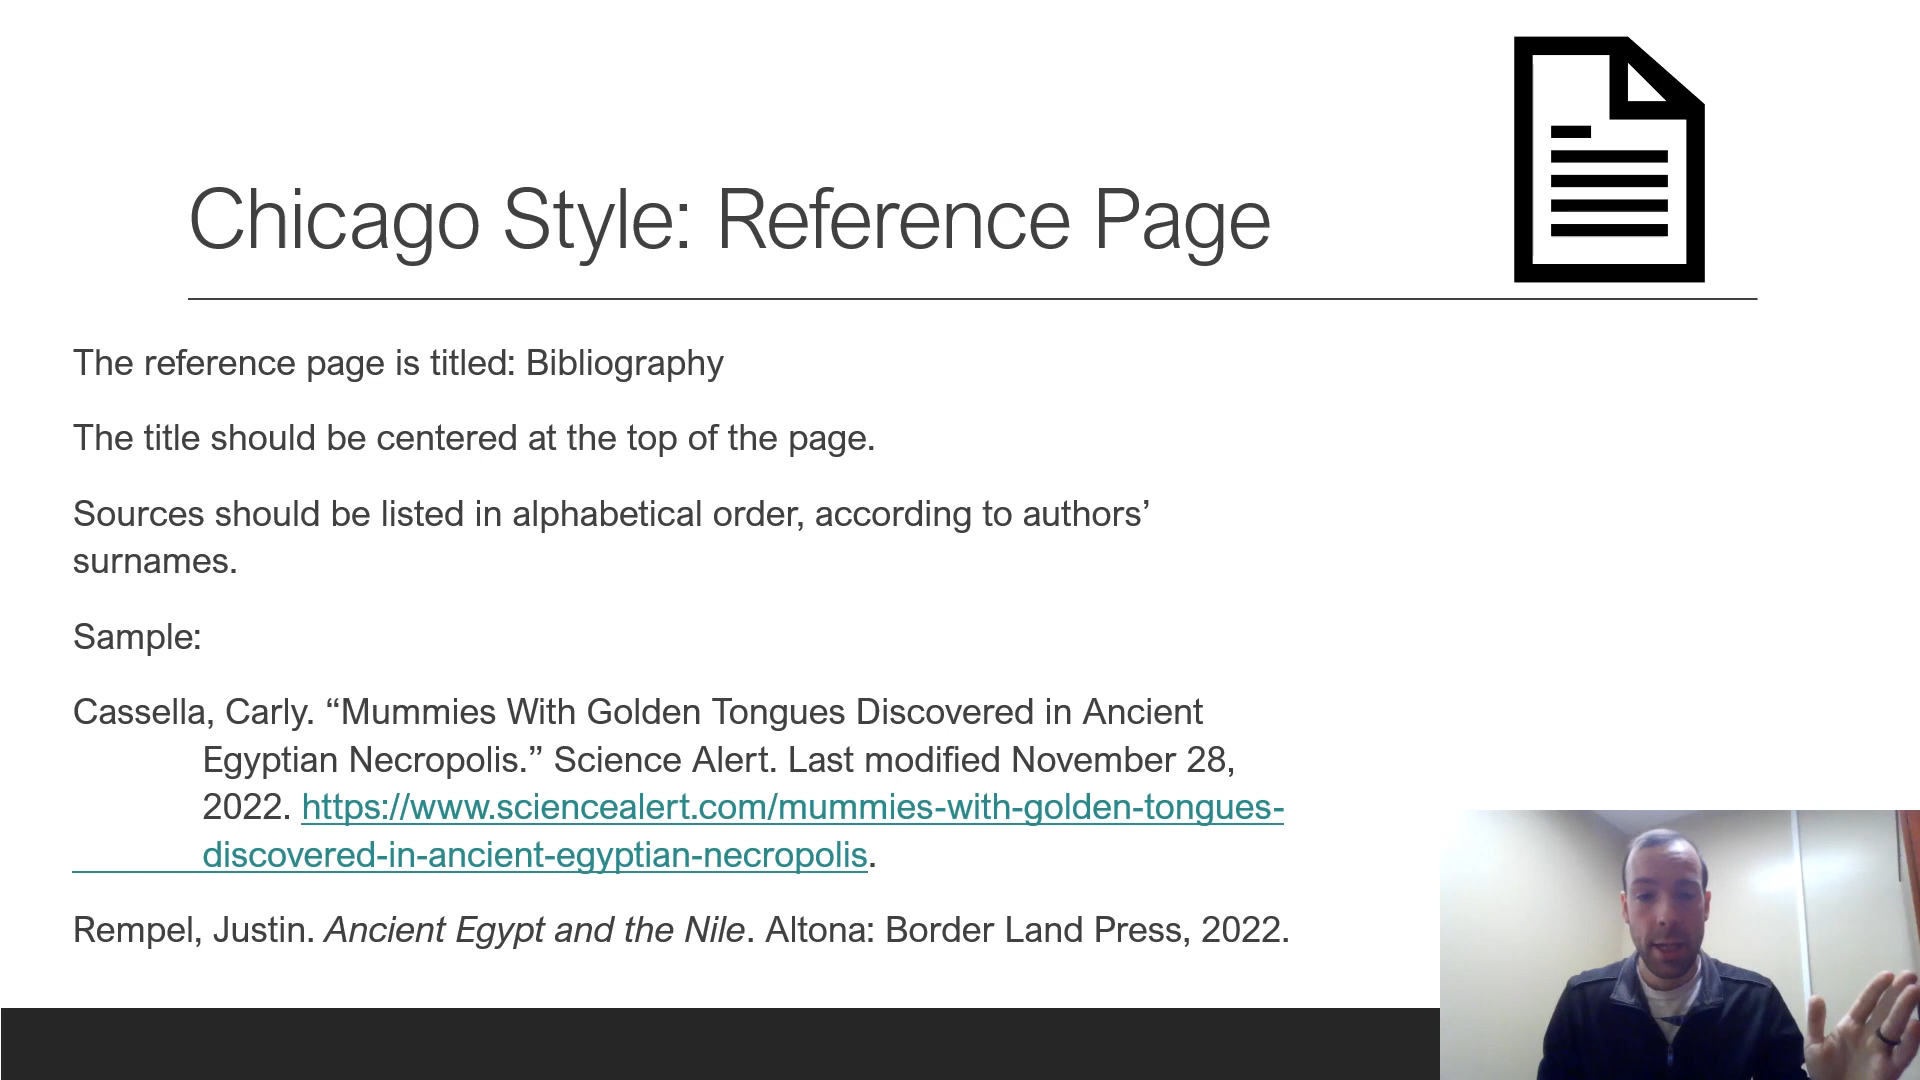 Chicago Style: Reference Page
The reference page is titled: Bibliography
The title should be centered at the top of the page.
Sources should be listed in alphabetical order, according to authors’
surnames.
Sample:
Cassella, Carly. “Mummies With Golden Tongues Discovered in Ancient
Egyptian Necropolis.” Science Alert. Last modified November 28,
2022. https://www.sciencealert.com/mummies-with-golden-tongues-
discovered-in-ancient-egyptian-necropolis.
Rempel, Justin. Ancient Egypt and the Nile. Altona: Border Land Press, 2022.